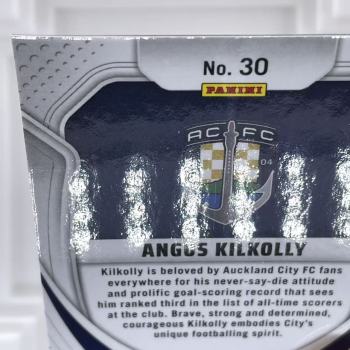 No. 30
PANINI
ACFC
04
ANGUS KILKOLLY
Kilkolly is beloved by Auckland City FC fans
everywhere for his never-say-die attitude
and prolific goal-scoring record that sees
him ranked third in the list of all-time scorers
at the club. Brave, strong and determined,
courageous Kilkolly embodies City's
unique footballing spirit.